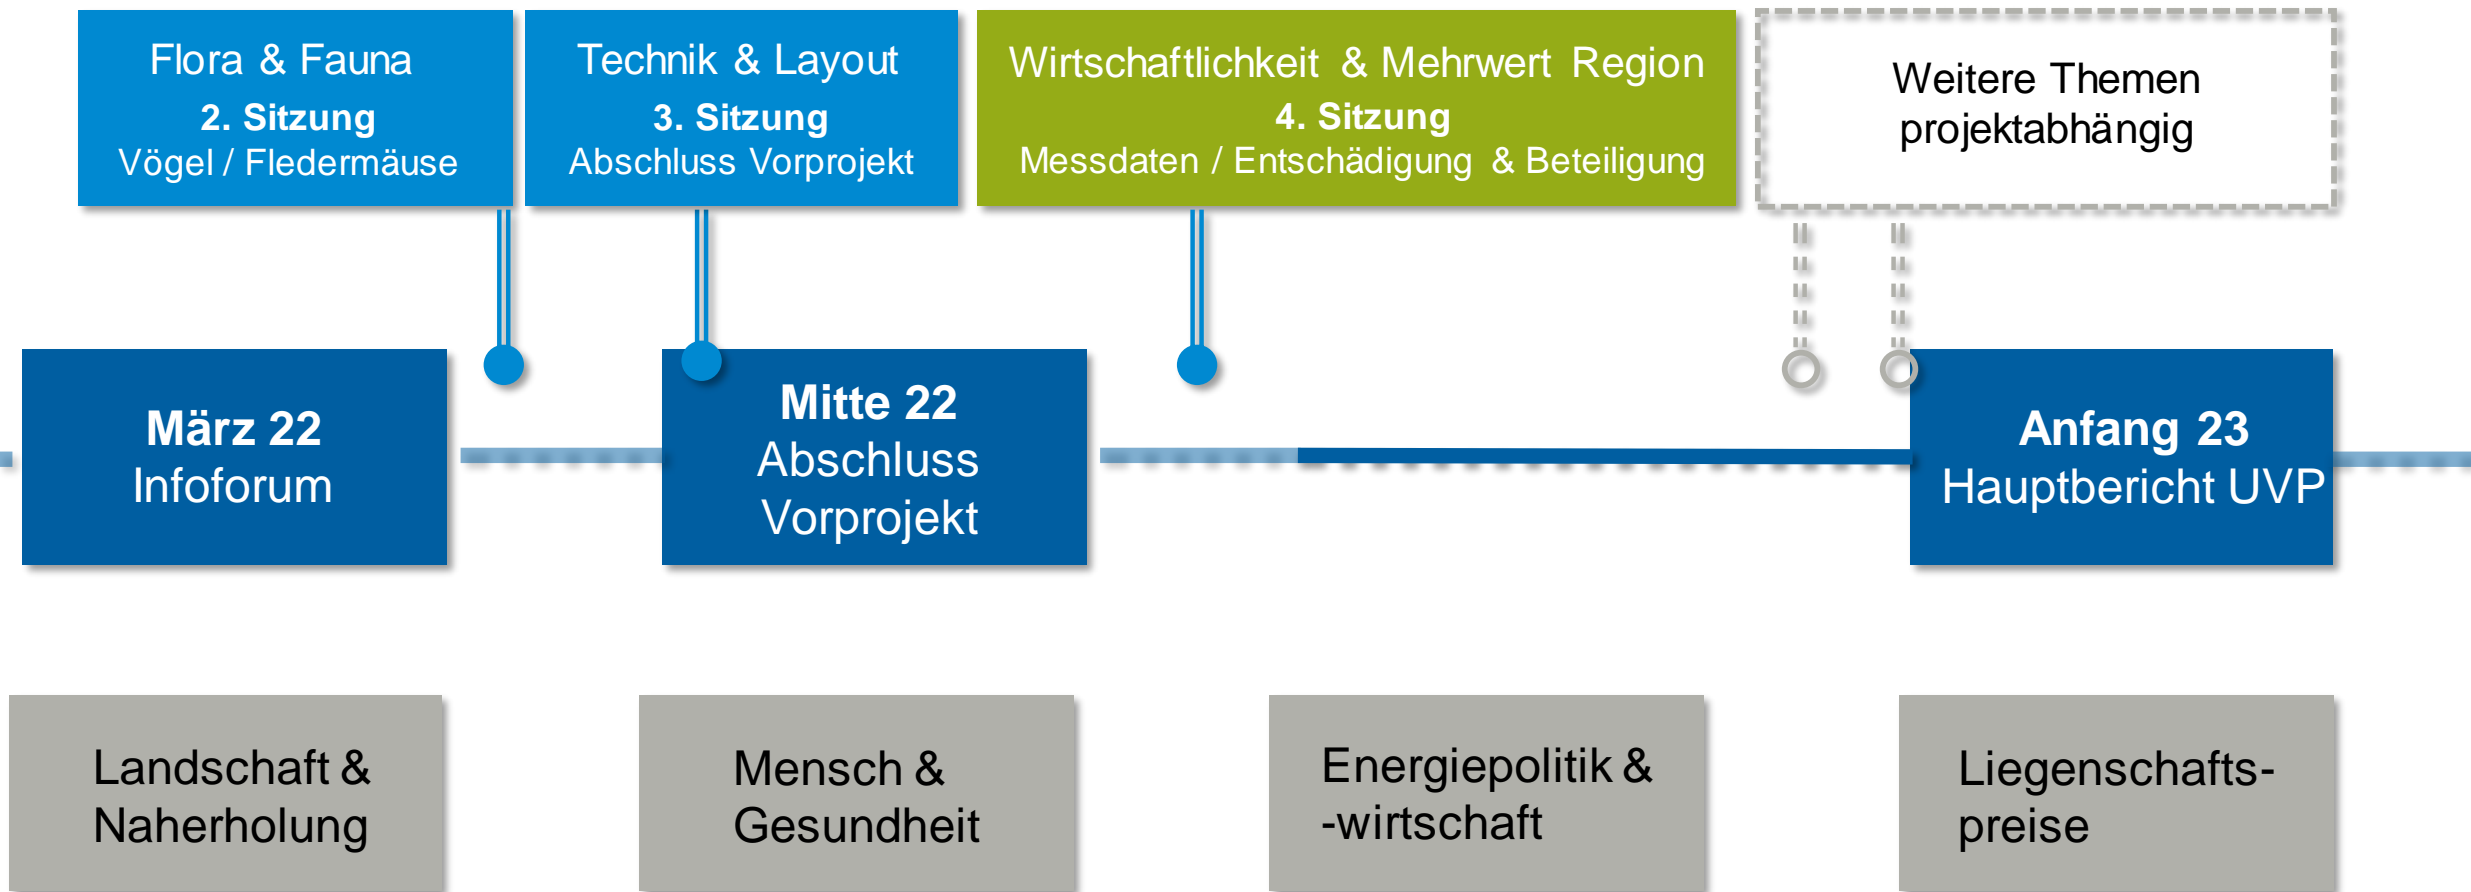 Flora & Fauna
2. Sitzung
Vögel / Fledermäuse
Technik & Layout
3. Sitzung
Abschluss Vorprojekt
Wirtschaftlichkeit & Mehrwert Region
4. Sitzung
Messdaten / Entschädigung & Beteiligung
Weitere Themen
projektabhängig
März 22
Infoforum
Mitte 22
Abschluss
Vorprojekt
Anfang 23
Hauptbericht UVP
Landschaft &
Naherholung
Mensch &
Gesundheit
Energiepolitik &
-wirtschaft
Liegenschafts-
preise